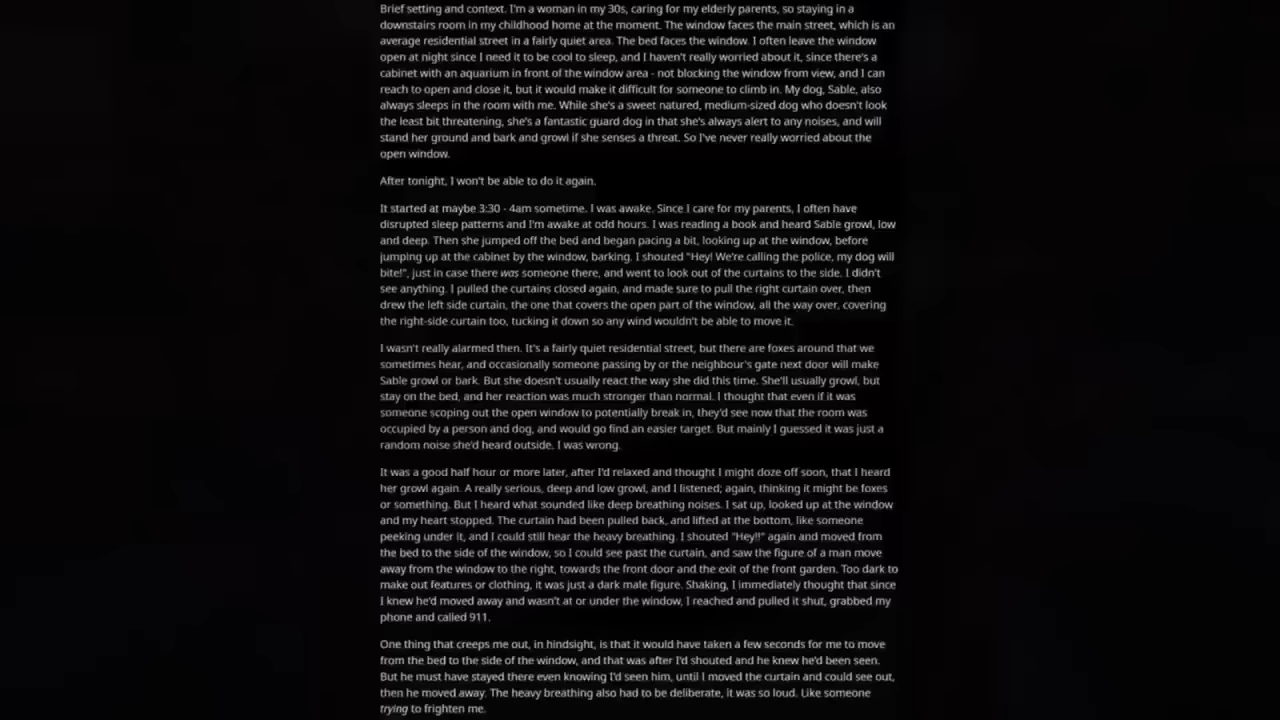 Brief setting and context. I'm a woman in my 30s, caring for my elderly parents, so staying in a
downstairs room in my childhood home at the moment. The window faces the main street, which is an
average residential street in a fairly quiet area. The bed faces the window. I often leave the window
open at night since I need it to be cool to sleep, and I haven't really worried about it, since there's a
cabinet with an aquarium in front of the window area - not blocking the window from view, and I can
reach to open and close it, but it would make it difficult for someone to climb in. My dog, Sable, also
always sleeps in the room with me. While she's a sweet natured, medium-sized dog who doesn't look
the least bit threatening, she's a fantastic guard dog in that she's always alert to any noises, and will
stand her ground and bark and growl if she senses a threat. So I've never really worried about the
open window.
After tonight, I won't be able to do it again.
It started at maybe 3:30 - 4am sometime. I was awake. Since I care for my parents, I often have
disrupted sleep patterns and I'm awake at odd hours. I was reading a book and heard Sable growl, low
and deep. Then she jumped off the bed and began pacing a bit, looking up at the window, before
jumping up at the cabinet by the window, barking. I shouted "Hey! We're calling the police, my dog will
bite!", just in case there was someone there, and went to look out of the curtains to the side. I didn't
see anything. I pulled the curtains closed again, and made sure to pull the right curtain over, then
drew the left side curtain, the one that covers the open part of the window, all the way over, covering
the right-side curtain too, tucking it down so any wind wouldn't be able to move it.
I wasn't really alarmed then. It's a fairly quiet residential street, but there are foxes around that we
sometimes hear, and occasionally someone passing by or the neighbour's gate next door will make
Sable growl or bark. But she doesn't usually react the way she did this time. She'll usually growl, but
stay on the bed, and her reaction was much stronger than normal. I thought that even if it was
someone scoping out the open window to potentially break in, they'd see now that the room was
occupied by a person and dog, and would go find an easier target. But mainly I guessed it was just a
random noise she'd heard outside. I was wrong.
It was a good half hour or more later, after I'd relaxed and thought I might doze off soon, that I heard
her growl again. A really serious, deep and low growl, and I listened; again, thinking it might be foxes
or something. But I heard what sounded like deep breathing noises. I sat up, looked up at the window
and my heart stopped. The curtain had been pulled back, and lifted at the bottom, like someone
peeking under it, and I could still hear the heavy breathing. I shouted "Hey!!" again and moved from
the bed to the side of the window, so I could see past the curtain, and saw the figure of a man move
away from the window to the right, towards the front door and the exit of the front garden. Too dark to
make out features or clothing, it was just a dark male figure. Shaking, I immediately thought that since
I knew he'd moved away and wasn't at or under the window, I reached and pulled it shut, grabbed my
phone and called 911.
One thing that creeps me out, in hindsight, is that it would have taken a few seconds for me to move
from the bed to the side of the window, and that was after I'd shouted and he knew he'd been seen.
But he must have stayed there even knowing I'd seen him, until I moved the curtain and could see out,
then he moved away. The heavy breathing also had to be deliberate, it was so loud. Like someone
trying to frighten me.